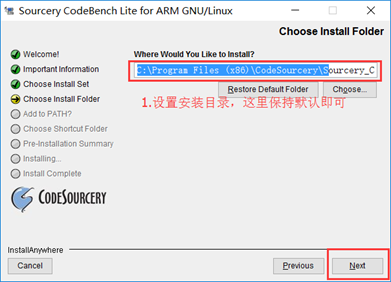 Sourcery CodeBench Lite for ARM GNU/Linux
Choose Install Folder
Welcome!
Important Information
Choose Install Set
Choose Install Folder
Add to PATH?
Choose Shortcut Folder
Pre-Installation Summary
Installing...
Install Complete
Where Would You Like to Install?
C:\Program Files (x86)\CodeSourcery\Sourcery_C
Restore Default Folder
Choose...
1.设置安装目录，这里保持默认即可
CODESOURCERY
InstallAnywhere
Cancel
Previous
Next